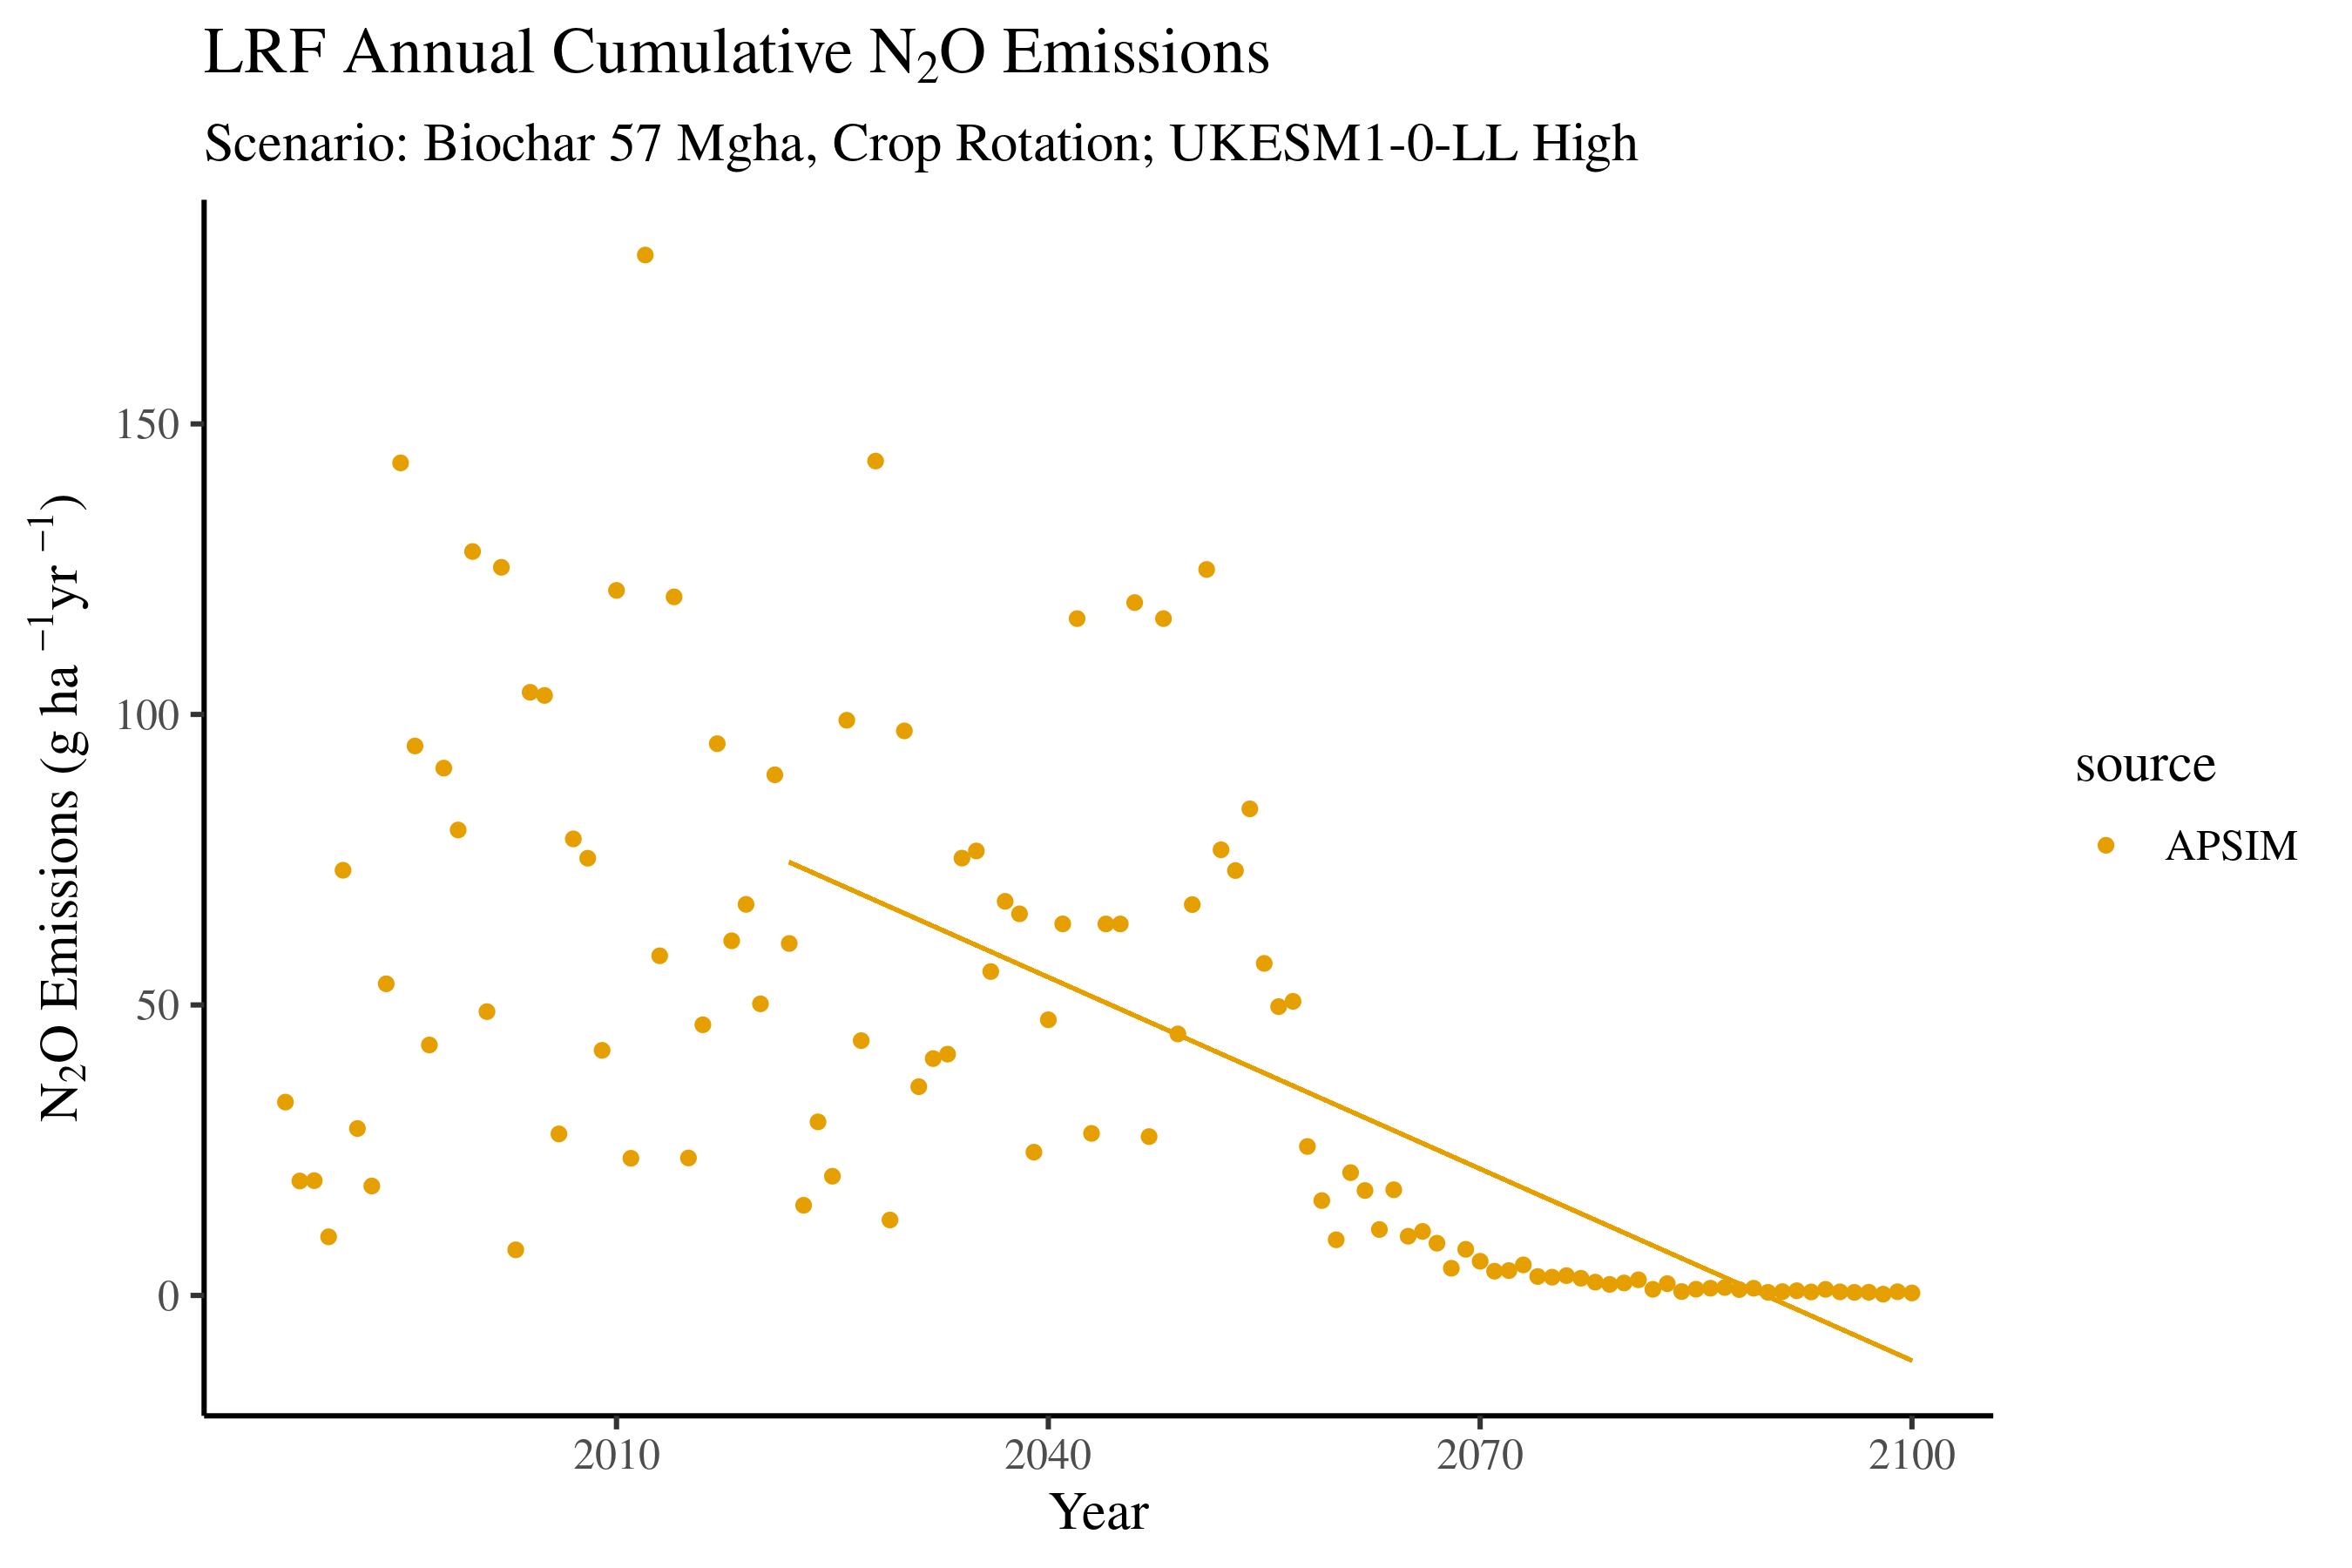 LRF Annual Cumulative N₂O Emissions
Scenario: Biochar 57 Mgha, Crop Rotation; UKESM1-0-LL High
N₂O Emissions (g ha⁻¹yr⁻¹)
150
100
50
0
2010 2040 2070 2100
Year
source
APSIM